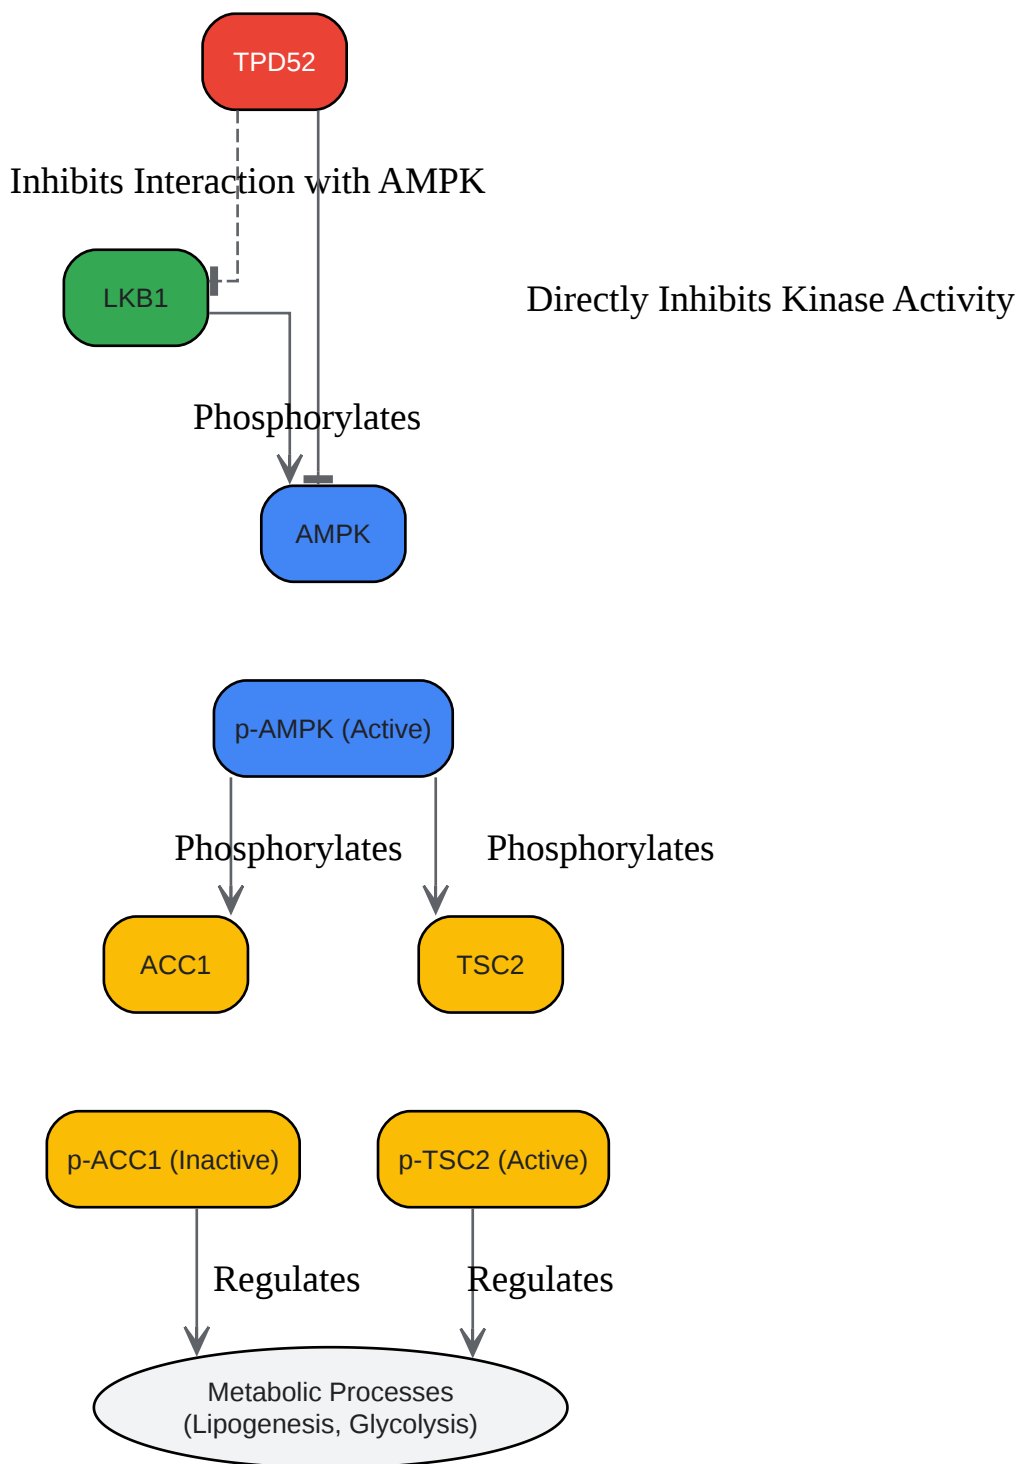 TPD52
Inhibits Interaction with AMPK
LKB1
Directly Inhibits Kinase Activity
Phosphorylates
AMPK
p-AMPK (Active)
Phosphorylates
Phosphorylates
ACC1
TSC2
p-ACC1 (Inactive)
p-TSC2 (Active)
Regulates
Regulates
Metabolic Processes
(Lipogenesis, Glycolysis)